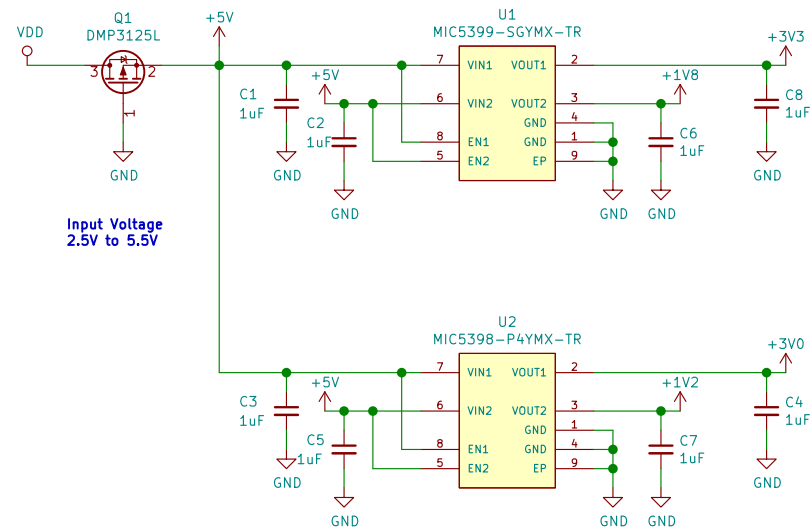 VDD
Q1
DMP3125L
3
2
1
GND
+5V
Input Voltage
2.5V to 5.5V
C1
1uF
GND
+5V
C2
1uF
GND
U1
MIC5399-SGYMX-TR
7 VIN1 VOUT1 2
6 VIN2 VOUT2 3
GND 4
8 EN1 GND 1
5 EN2 EP 9
GND
+1V8
C6
1uF
GND
+3V3
C8
1uF
GND
C3
1uF
GND
+5V
C5
1uF
GND
U2
MIC5398-P4YMX-TR
7 VIN1 VOUT1 2
6 VIN2 VOUT2 3
GND 1
8 EN1 GND 4
5 EN2 EP 9
GND
+1V2
C7
1uF
GND
+3V0
C4
1uF
GND